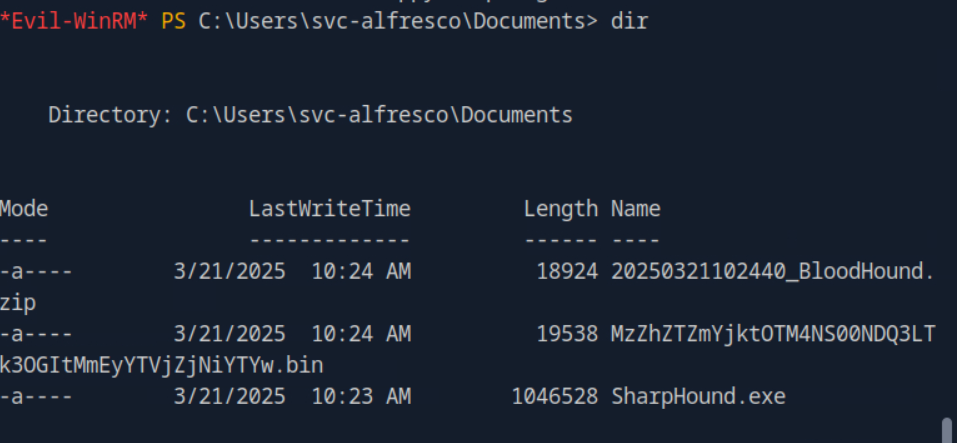 *Evil-WinRM* PS C:\Users\svc-alfresco\Documents> dir
Directory: C:\Users\svc-alfresco\Documents
Mode LastWriteTime Length Name
---- ------------- ------ ----
-a---- 3/21/2025 10:24 AM 18924 20250321102440_BloodHound.
zip
-a---- 3/21/2025 10:24 AM 19538 MzZhZTZmYjktOTM4NS00NDQ3LT
k3OGItMmEyYTVjZjNiYTYw.bin
-a---- 3/21/2025 10:23 AM 1046528 SharpHound.exe